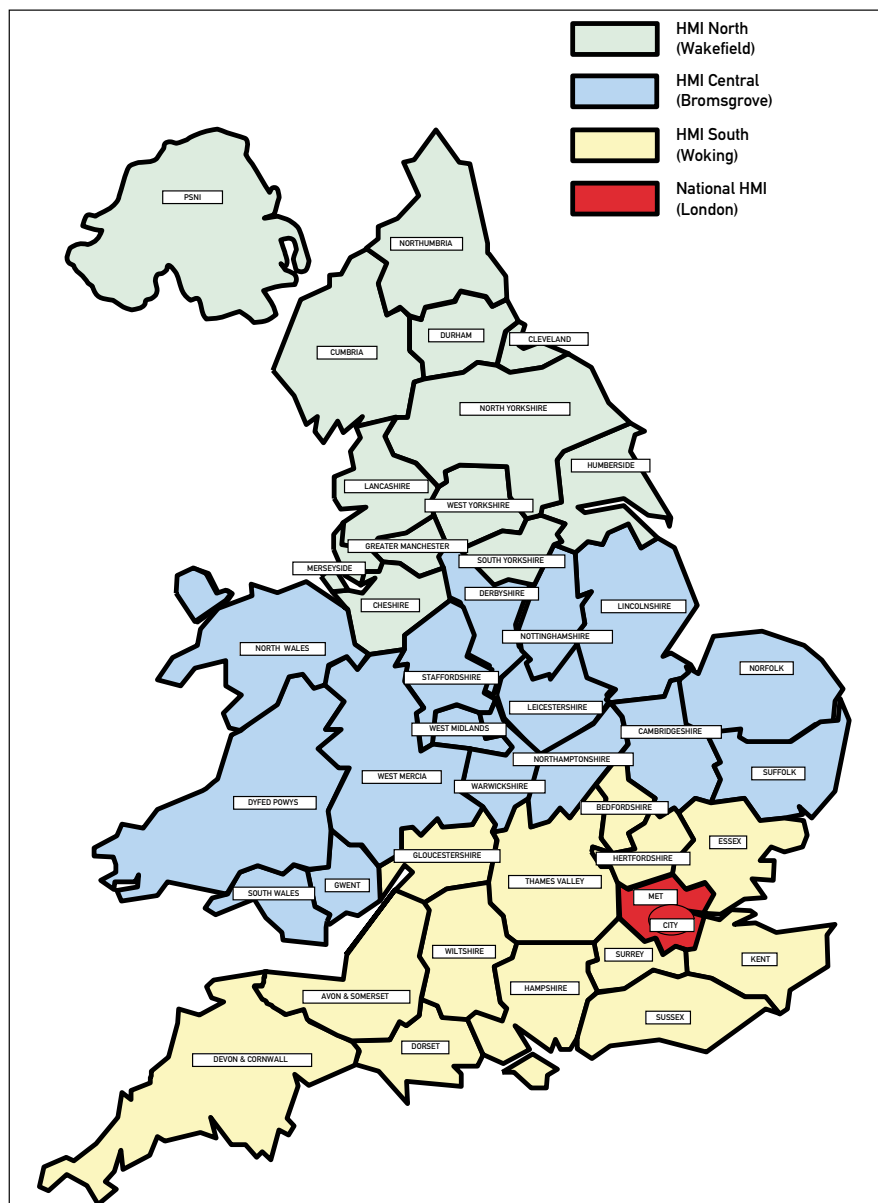 HMI North
(Wakefield)
HMI Central
(Bromsgrove)
HMI South
(Woking)
National HMI
(London)
PSNI
NORTHUMBRIA
DURHAM
CLEVELAND
CUMBRIA
NORTH YORKSHIRE
HUMBERSIDE
LANCASHIRE
WEST YORKSHIRE
GREATER MANCHESTER
SOUTH YORKSHIRE
MERSEYSIDE
DERBYSHIRE
CHESHIRE
LINCOLNSHIRE
NOTTINGHAMSHIRE
NORTH WALES
NORFOLK
STAFFORDSHIRE
LEICESTERSHIRE
WEST MIDLANDS
CAMBRIDGESHIRE
NORTHAMPTONSHIRE
WEST MERCIA
SUFFOLK
WARWICKSHIRE
DYFED POWYS
BEDFORDSHIRE
ESSEX
GLOUCESTERSHIRE
HERTFORDSHIRE
THAMES VALLEY
GWENT
SOUTH WALES
MET
CITY
WILTSHIRE
SURREY
KENT
HAMPSHIRE
AVON & SOMERSET
SUSSEX
DORSET
DEVON & CORNWALL